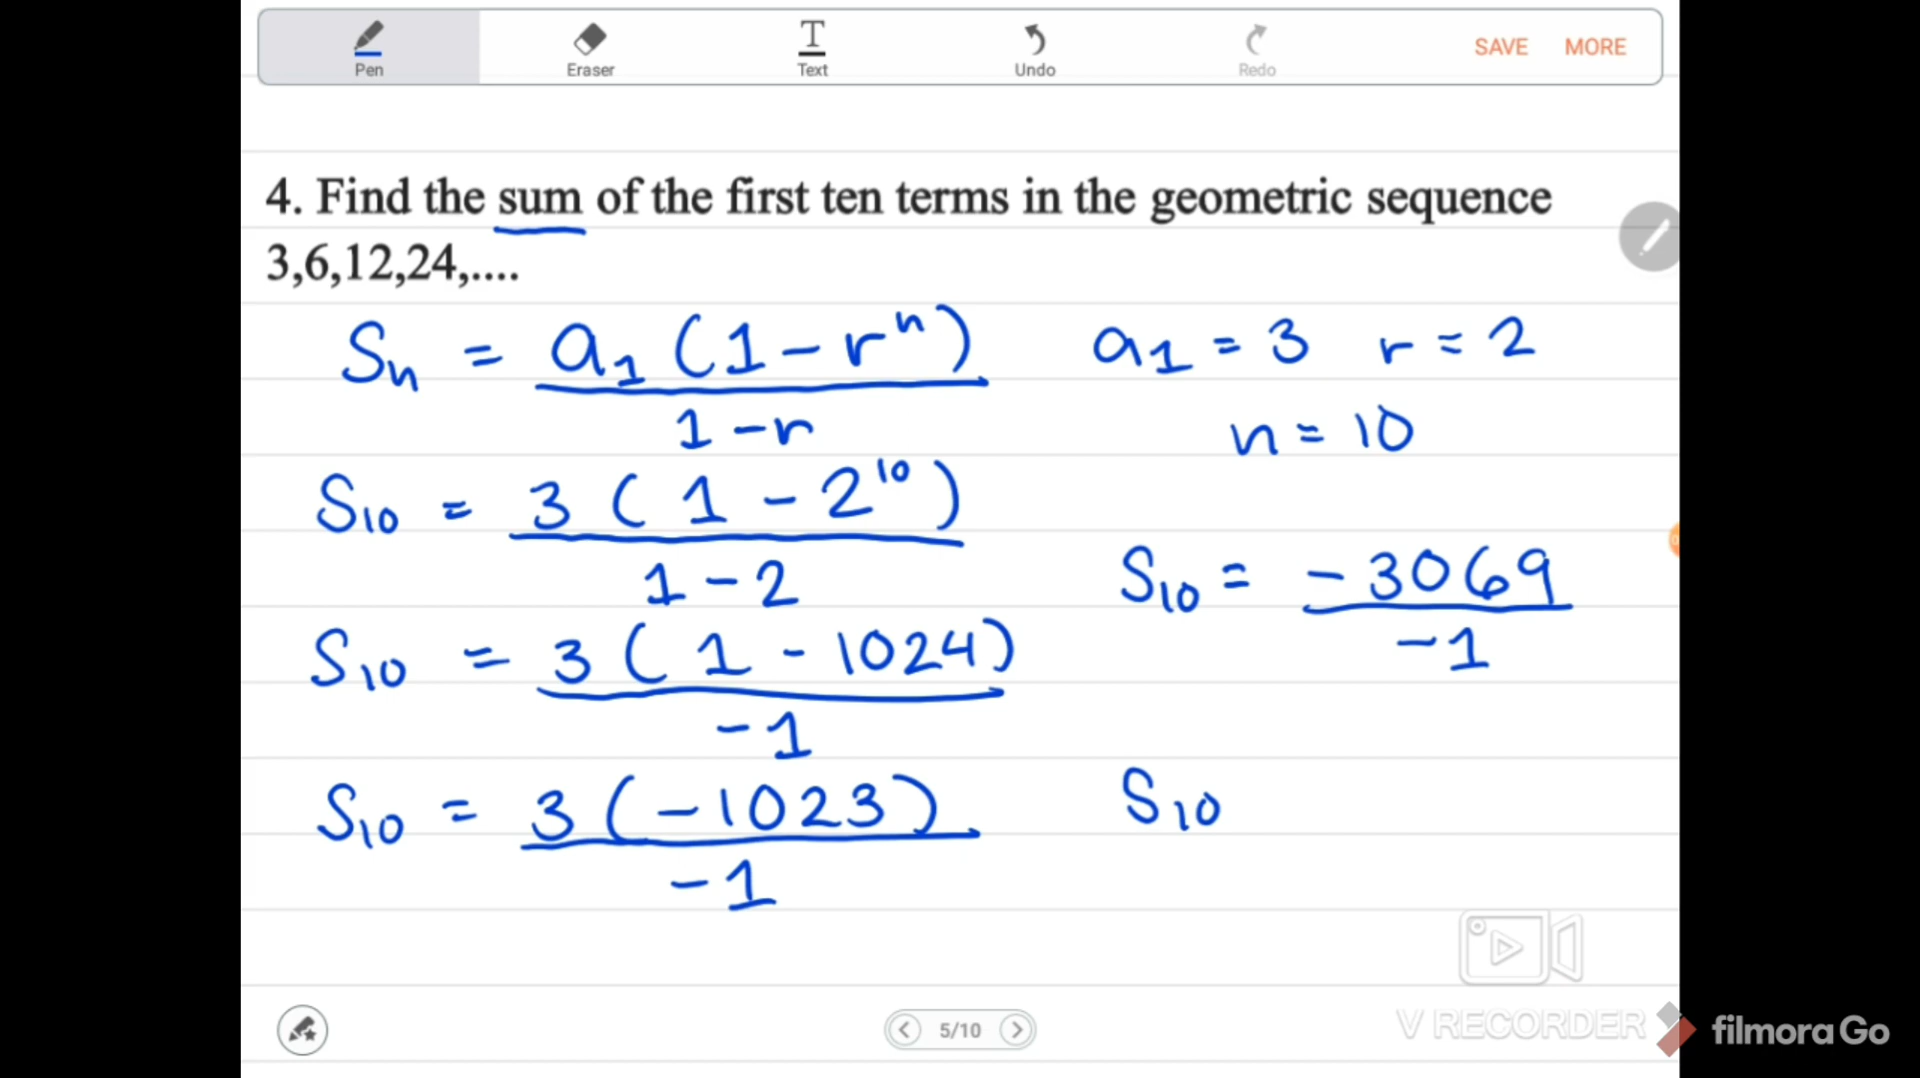 Pen Eraser Text Undo Redo SAVE MORE
4. Find the sum of the first ten terms in the geometric sequence
3,6,12,24,....
Sₙ = a₁(1-rⁿ)/1-r
a₁ = 3 r = 2
n = 10
S₁₀ = 3(1-2¹⁰)/1-2
S₁₀ = 3(1-1024)/-1
S₁₀ = 3(-1023)/-1
S₁₀ = -3069/-1
S₁₀
5/10
V RECORDER
filmora Go